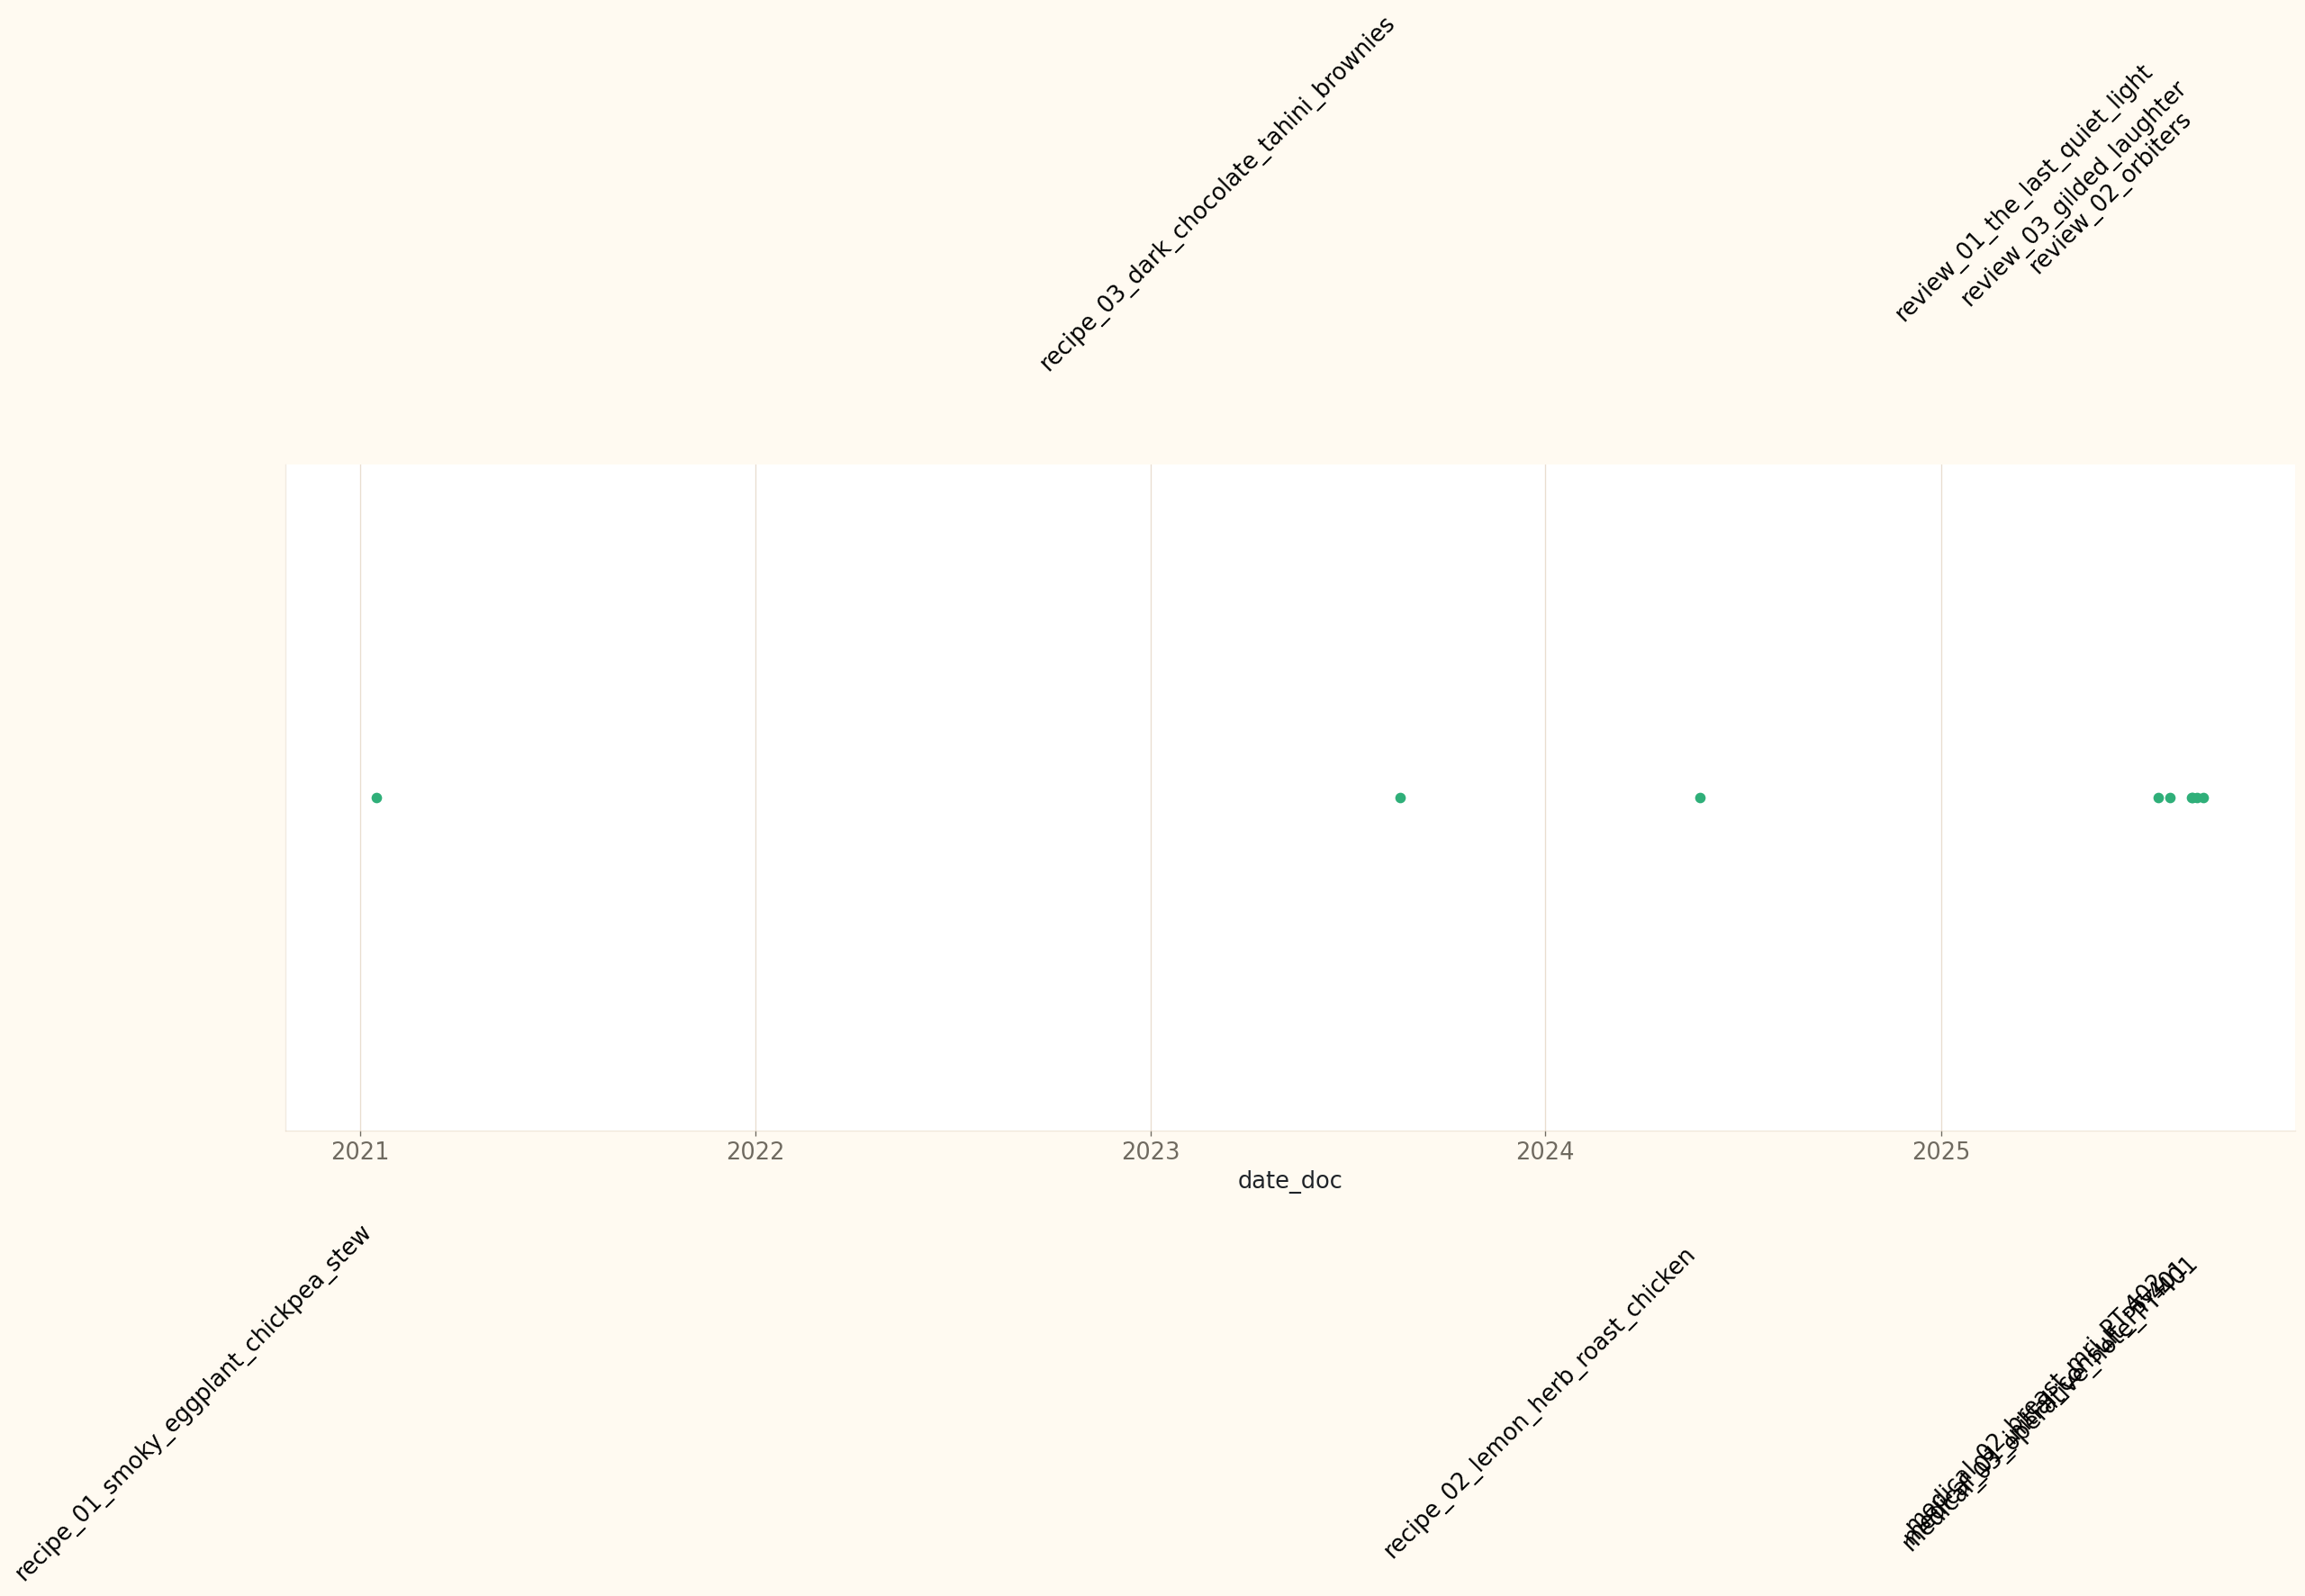 recipe_03_dark_chocolate_tahini_brownies
review_01_the_last_quiet_light
review_03_gilded_laughter
review_02_orbiters
2021 2022 2023 2024 2025
date_doc
recipe_01_smoky_eggplant_chickpea_stew
recipe_02_lemon_herb_roast_chicken